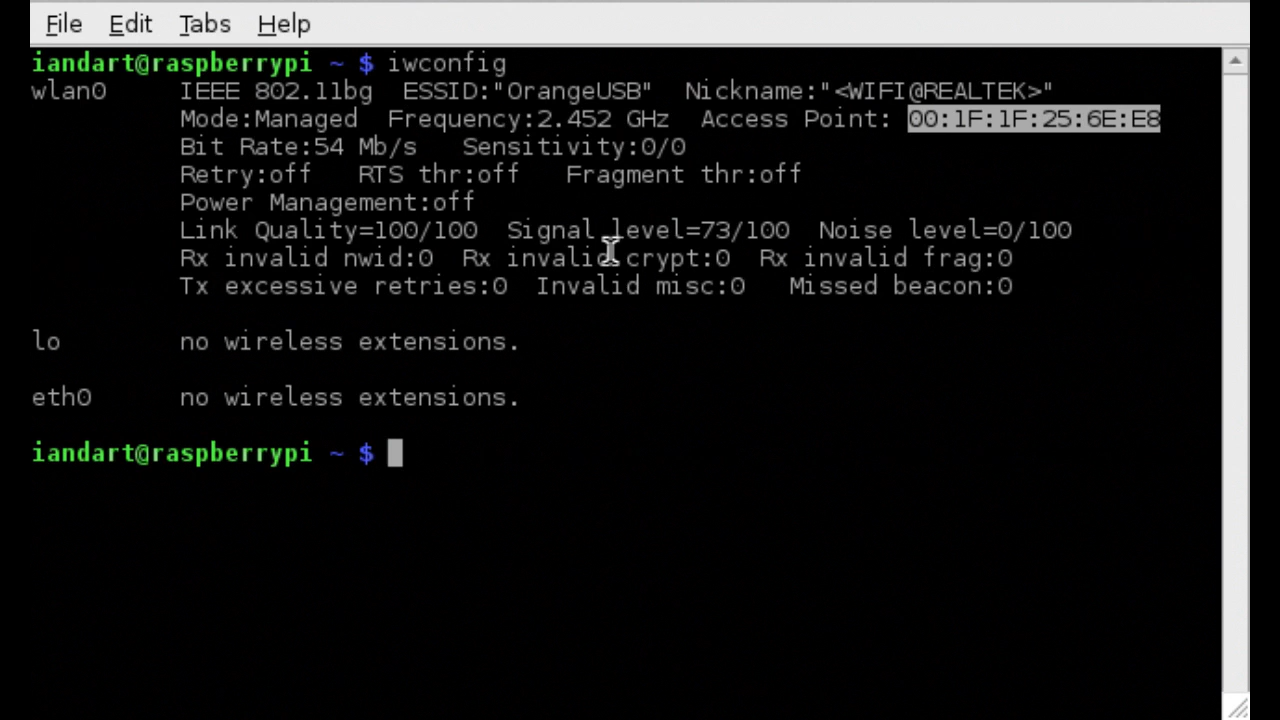 File Edit Tabs Help
iandart@raspberrypi ~ $ iwconfig
wlan0 IEEE 802.11bg ESSID:"OrangeUSB" Nickname:"<WIFI@REALTEK>"
Mode:Managed Frequency:2.452 GHz Access Point: 00:1F:1F:25:6E:E8
Bit Rate:54 Mb/s Sensitivity:0/0
Retry:off RTS thr:off Fragment thr:off
Power Management:off
Link Quality=100/100 Signal level=73/100 Noise level=0/100
Rx invalid nwid:0 Rx invalid crypt:0 Rx invalid frag:0
Tx excessive retries:0 Invalid misc:0 Missed beacon:0
lo no wireless extensions.
eth0 no wireless extensions.
iandart@raspberrypi ~ $